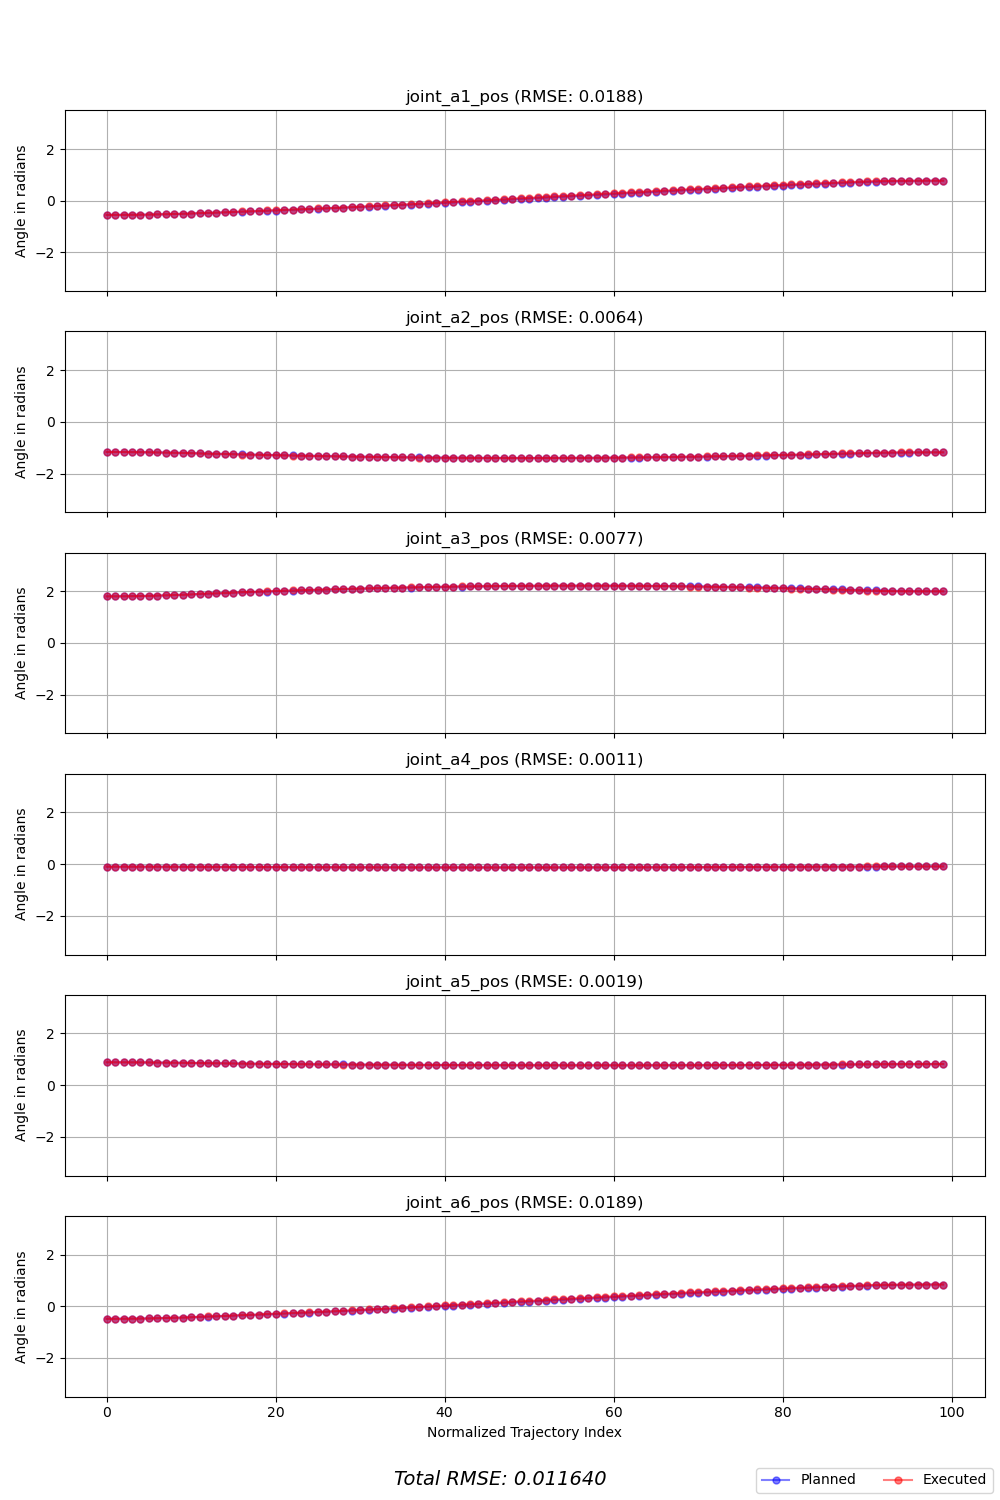 joint_a1_pos (RMSE: 0.0188)
Angle in radians
2
0
−2
joint_a2_pos (RMSE: 0.0064)
Angle in radians
2
0
−2
joint_a3_pos (RMSE: 0.0077)
Angle in radians
2
0
−2
joint_a4_pos (RMSE: 0.0011)
Angle in radians
2
0
−2
joint_a5_pos (RMSE: 0.0019)
Angle in radians
2
0
−2
joint_a6_pos (RMSE: 0.0189)
Angle in radians
2
0
−2
0 20 40 60 80 100
Normalized Trajectory Index
Total RMSE: 0.011640
Planned Executed